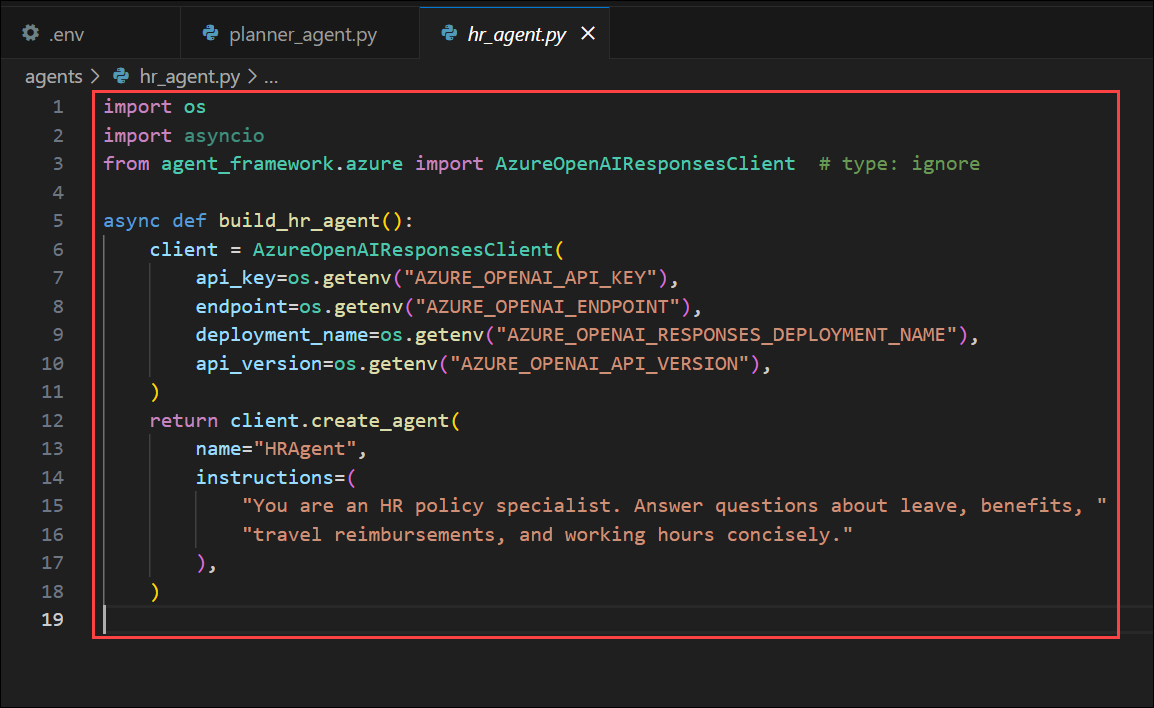 .env planner_agent.py hr_agent.py
agents > hr_agent.py > ...
1 import os
2 import asyncio
3 from agent_framework.azure import AzureOpenAIResponsesClient  # type: ignore
4
5 async def build_hr_agent():
6     client = AzureOpenAIResponsesClient(
7         api_key=os.getenv("AZURE_OPENAI_API_KEY"),
8         endpoint=os.getenv("AZURE_OPENAI_ENDPOINT"),
9         deployment_name=os.getenv("AZURE_OPENAI_RESPONSES_DEPLOYMENT_NAME"),
10         api_version=os.getenv("AZURE_OPENAI_API_VERSION"),
11     )
12     return client.create_agent(
13         name="HRAgent",
14         instructions=(
15             "You are an HR policy specialist. Answer questions about leave, benefits, "
16             "travel reimbursements, and working hours concisely."
17         ),
18     )
19